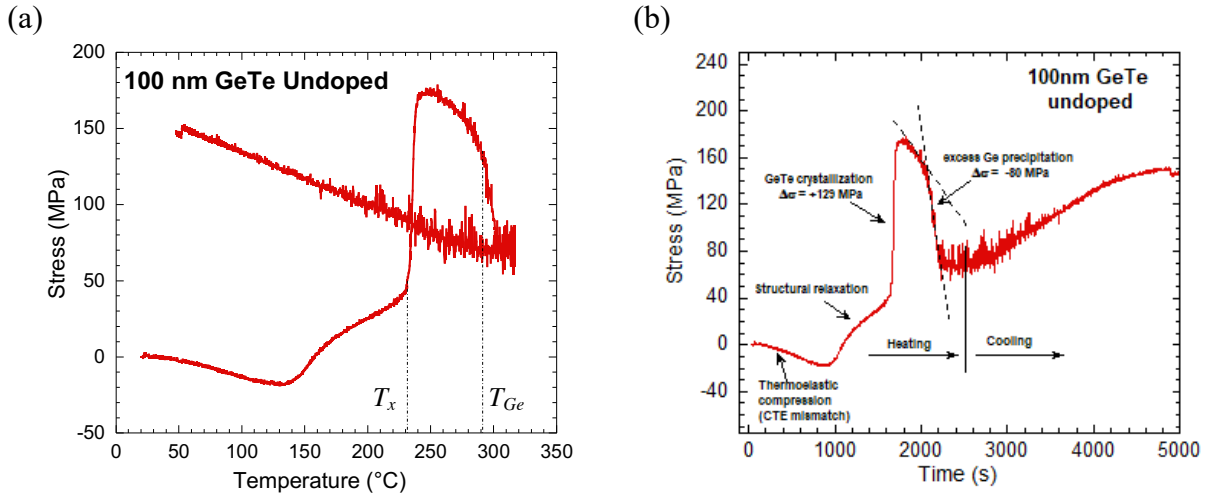 (a)
200
150
100
50
0
-50
0
50
100
150
200
250
300
350
Stress (MPa)
Temperature (°C)
100 nm GeTe Undoped
Tx
TGe
(b)
240
200
160
120
80
40
0
-40
0
1000
2000
3000
4000
5000
Stress (MPa)
Time (s)
100nm GeTe
undoped
excess Ge precipitation
Δσ = -80 MPa
GeTe crystallization
Δσ = +129 MPa
Structural relaxation
Heating
Cooling
Thermoelastic
compression
(CTE mismatch)